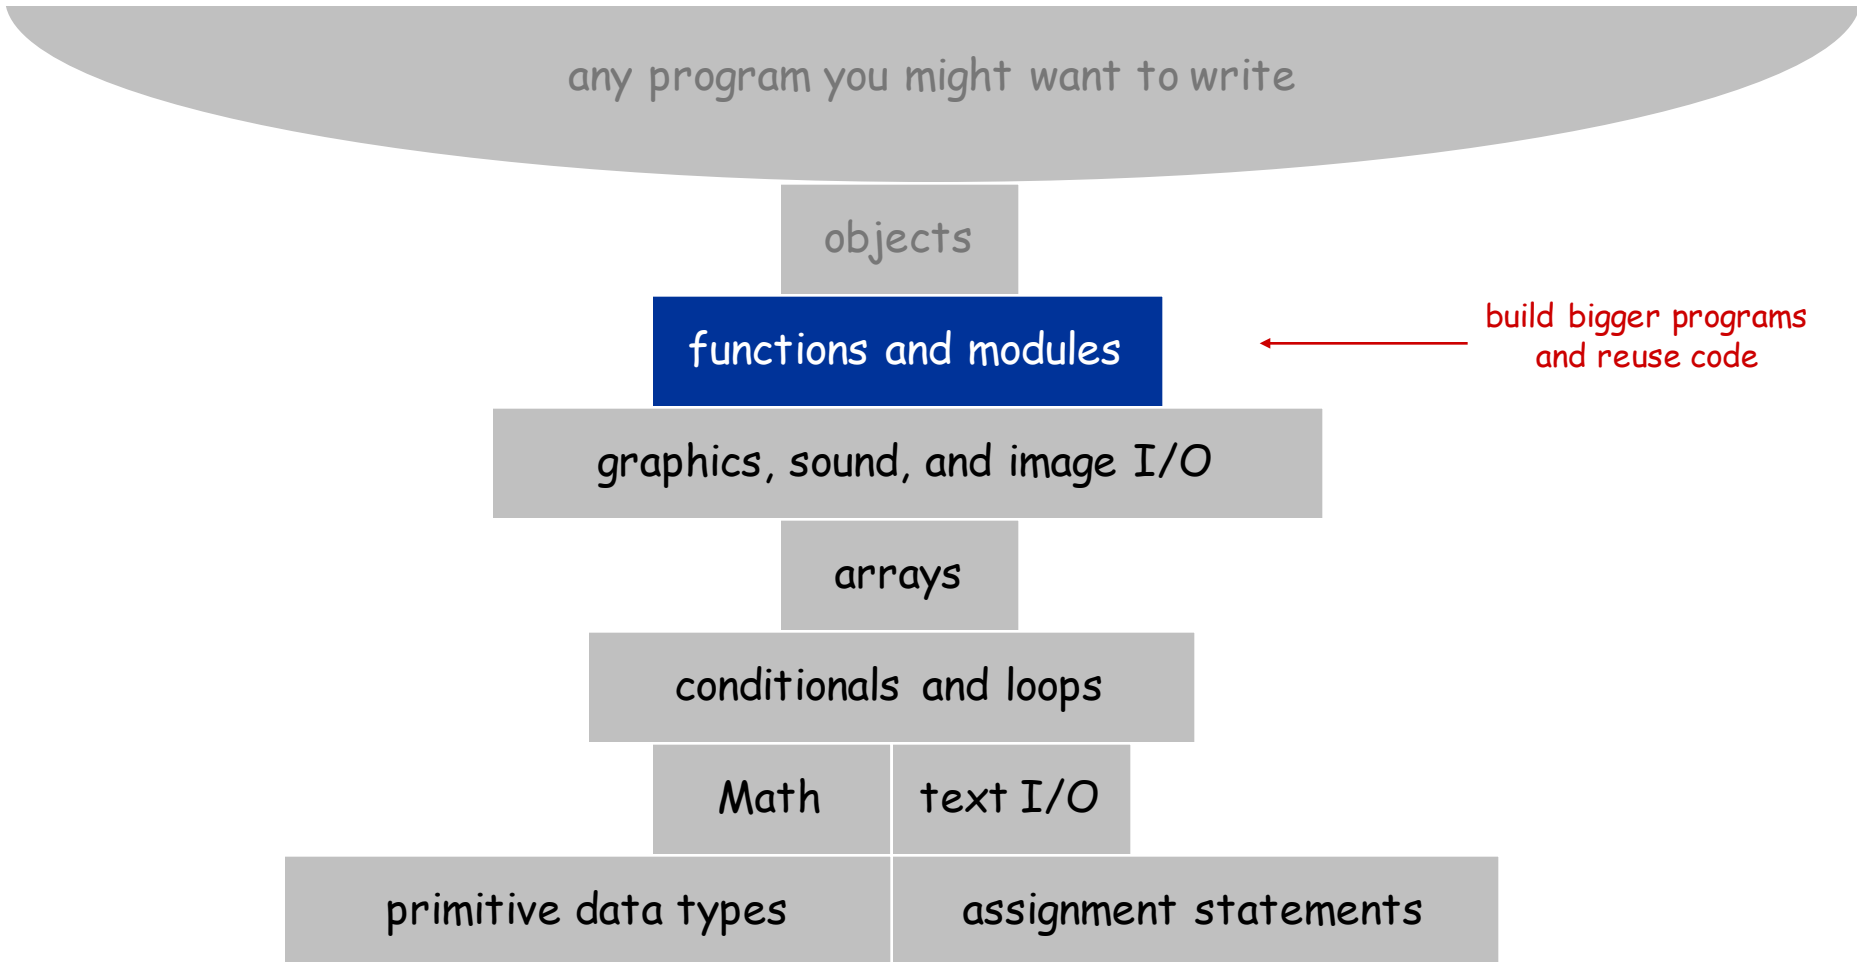 any program you might want to write
objects
functions and modules
build bigger programs
and reuse code
graphics, sound, and image I/O
arrays
conditionals and loops
Math
text I/O
primitive data types
assignment statements